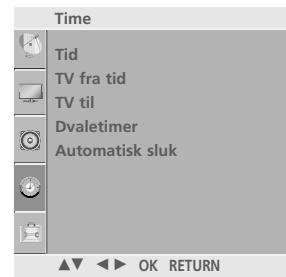 Time
Tid
TV fra tid
TV til
Dvaletimer
Automatisk sluk
▲▼ ◄► OK RETURN